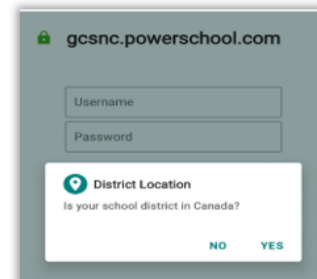 gcsnc.powerschool.com
Username
Password
District Location
Is your school district in Canada?
NO YES